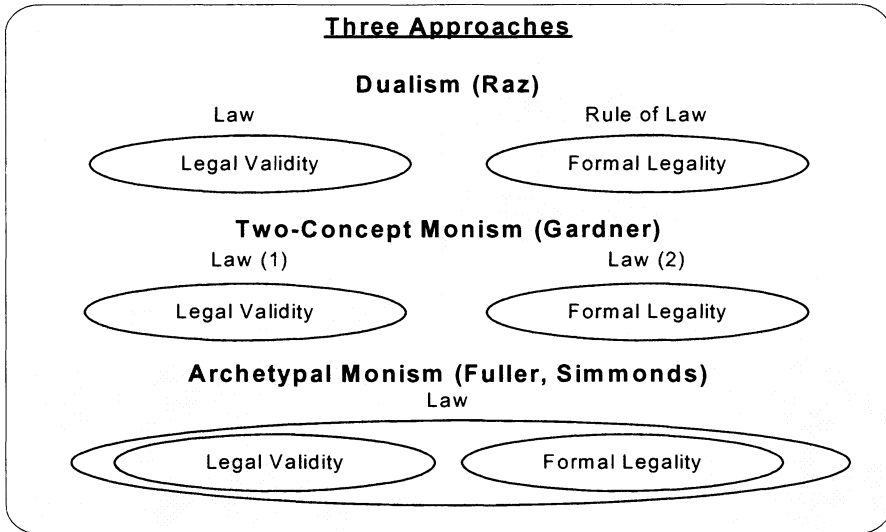 Three Approaches
Dualism (Raz)
Law Rule of Law
Legal Validity Formal Legality
Two-Concept Monism (Gardner)
Law (1) Law (2)
Legal Validity Formal Legality
Archetypal Monism (Fuller, Simmonds)
Law
Legal Validity Formal Legality